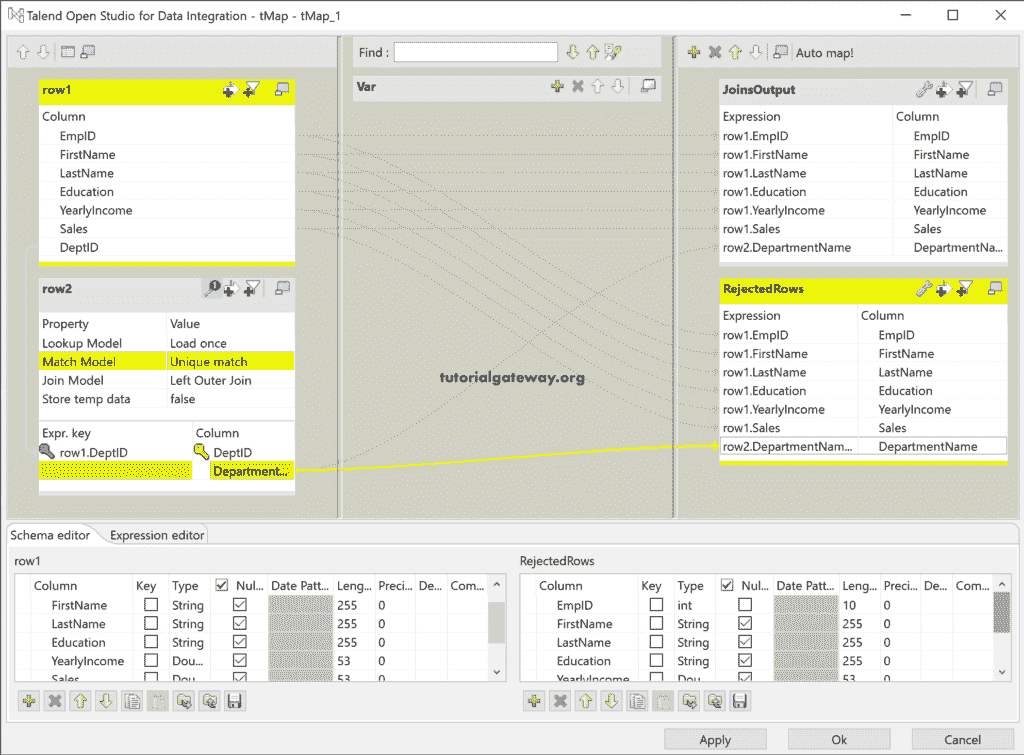 Talend Open Studio for Data Integration - tMap - tMap_1
Find :
Auto map!
row1
Column
EmpID
FirstName
LastName
Education
YearlyIncome
Sales
DeptID
row2
Property Value
Lookup Model Load once
Match Model Unique match
Join Model Left Outer Join
Store temp data false
Expr. key Column
row1.DeptID DeptID
Department...
Var
tutorialgateway.org
JoinsOutput
Expression Column
row1.EmpID EmpID
row1.FirstName FirstName
row1.LastName LastName
row1.Education Education
row1.YearlyIncome YearlyIncome
row1.Sales Sales
row2.DepartmentName DepartmentNa...
RejectedRows
Expression Column
row1.EmpID EmpID
row1.FirstName FirstName
row1.LastName LastName
row1.Education Education
row1.YearlyIncome YearlyIncome
row1.Sales Sales
row2.DepartmentNam... DepartmentName
Schema editor Expression editor
row1
Column Key Type Nul... Date Patt... Leng... Preci... De... Com...
FirstName String 255 0
LastName String 255 0
Education String 255 0
YearlyIncome Dou... 53 0
Sales Dou... 53 0
RejectedRows
Column Key Type Nul... Date Patt... Leng... Preci... De... Com...
EmpID int 10 0
FirstName String 255 0
LastName String 255 0
Education String 255 0
YearlyIncome Dou... 53 0
Apply Ok Cancel